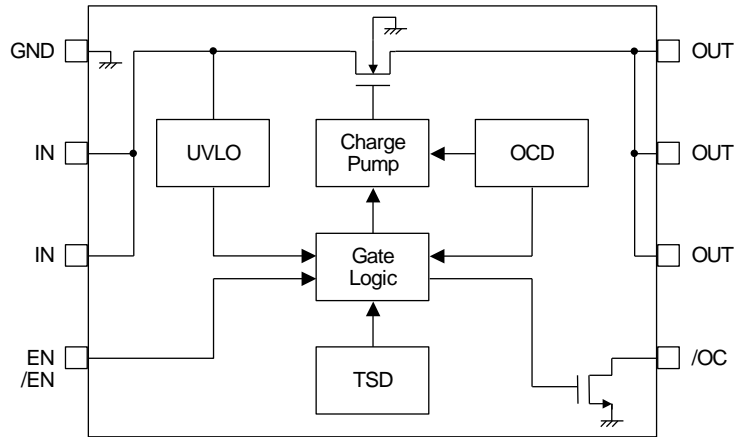 GND
OUT
IN
UVLO
Charge
Pump
OCD
OUT
IN
Gate
Logic
OUT
EN
/EN
TSD
/OC